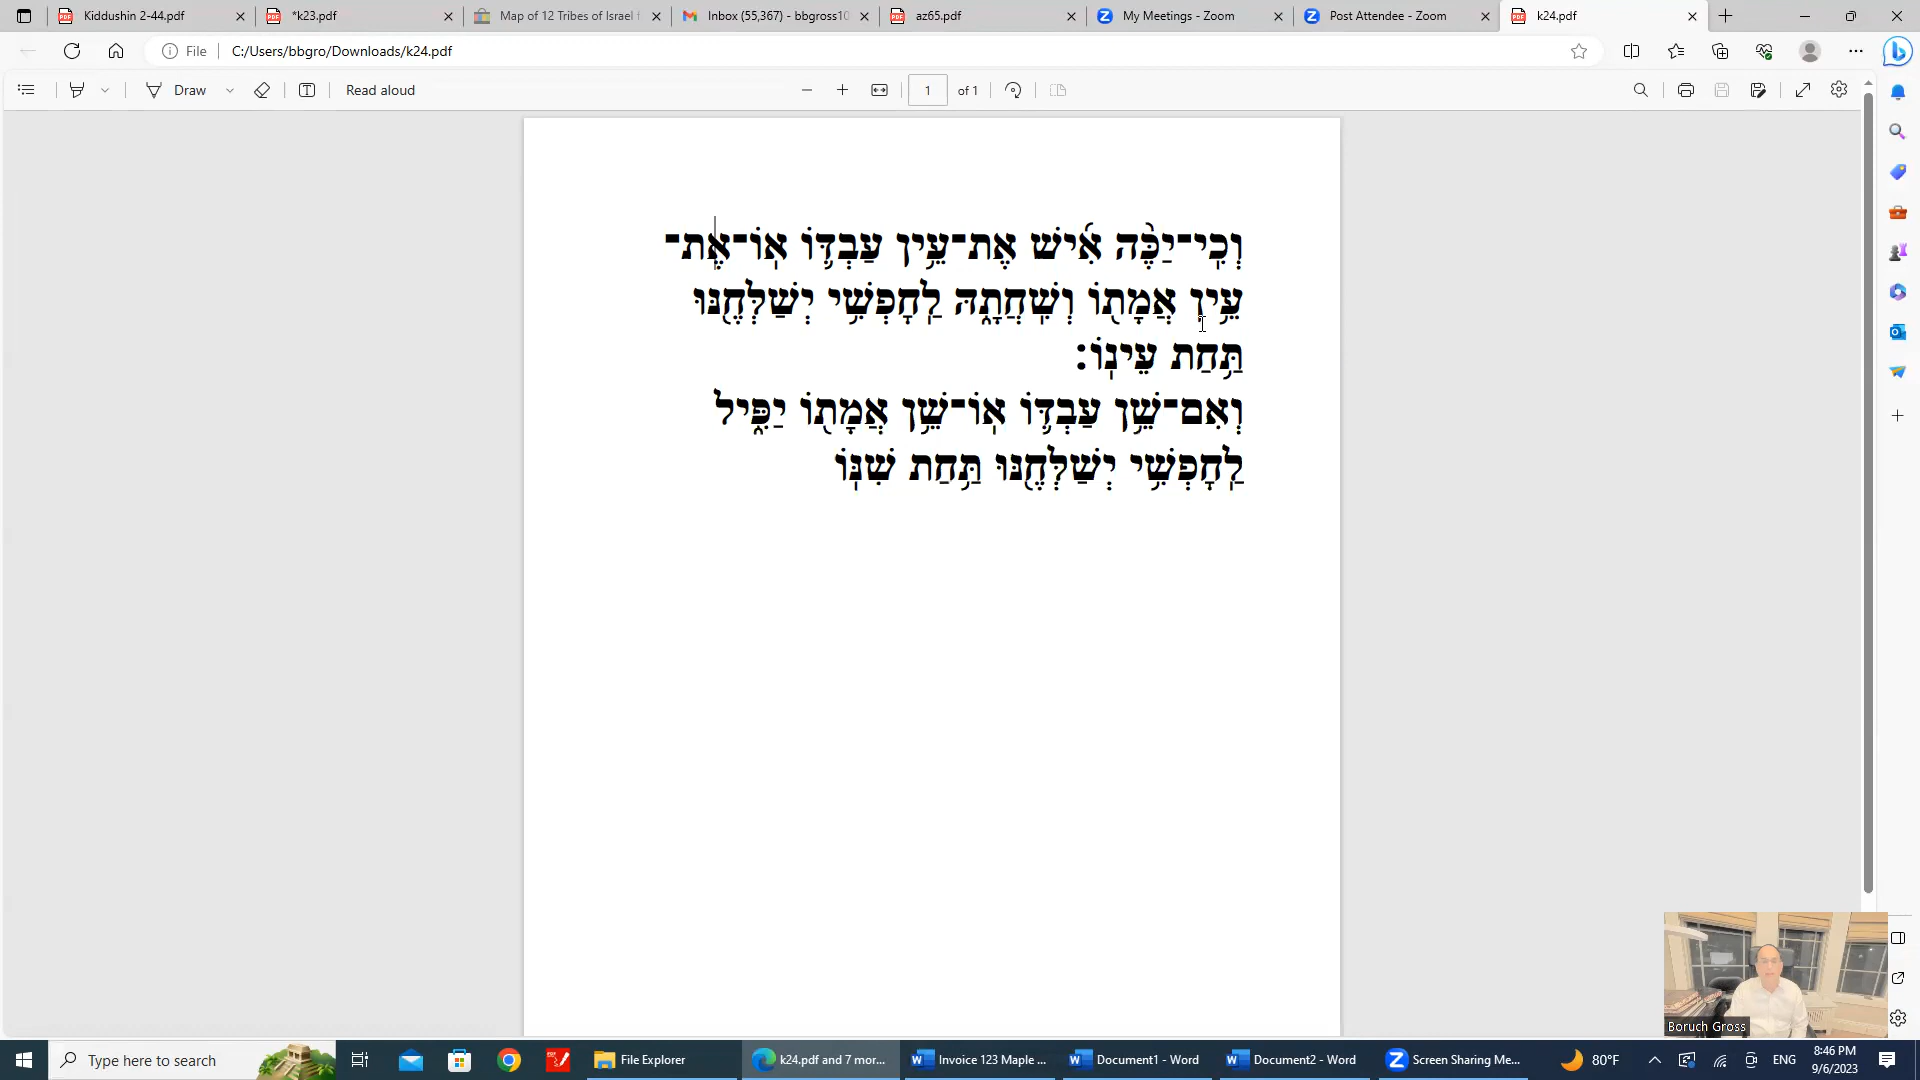 Kiddushin 2-44.pdf
*k23.pdf
Map of 12 Tribes of Israel f
Inbox (55,367) - bbgross10
az65.pdf
My Meetings - Zoom
Post Attendee - Zoom
k24.pdf
File
C:/Users/bbgro/Downloads/k24.pdf
Draw
Read aloud
1
of 1
וְכִֽי־יַכֶּ֨ה אִ֜ישׁ אֶת־עֵ֥ין עַבְדּ֛וֹ אֽוֹ־אֶת־
עֵ֥ין אֲמָת֖וֹ וְשִֽׁחֲתָ֑הּ לַֽחָפְשִׁ֥י יְשַׁלְּחֶ֖נּוּ
תַּ֥חַת עֵינֽוֹ׃
וְאִם־שֵׁ֥ן עַבְדּ֛וֹ אֽוֹ־שֵׁ֥ן אֲמָת֖וֹ יַפִּ֑יל
לַֽחָפְשִׁ֥י יְשַׁלְּחֶ֖נּוּ תַּ֥חַת שִׁנּֽוֹ
Boruch Gross
Type here to search
File Explorer
k24.pdf and 7 mor...
Invoice 123 Maple ...
Document1 - Word
Document2 - Word
Screen Sharing Me...
80°F
ENG
8:46 PM
9/6/2023